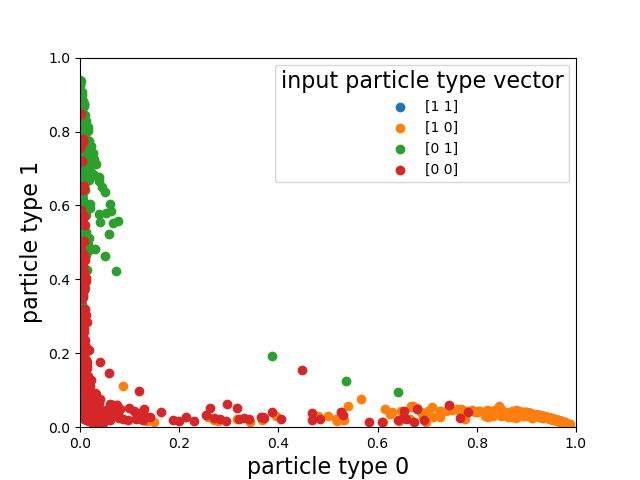 input particle type vector
[1 1]
[1 0]
[0 1]
[0 0]
particle type 1
1.0
0.8
0.6
0.4
0.2
0.0
0.0 0.2 0.4 0.6 0.8 1.0
particle type 0